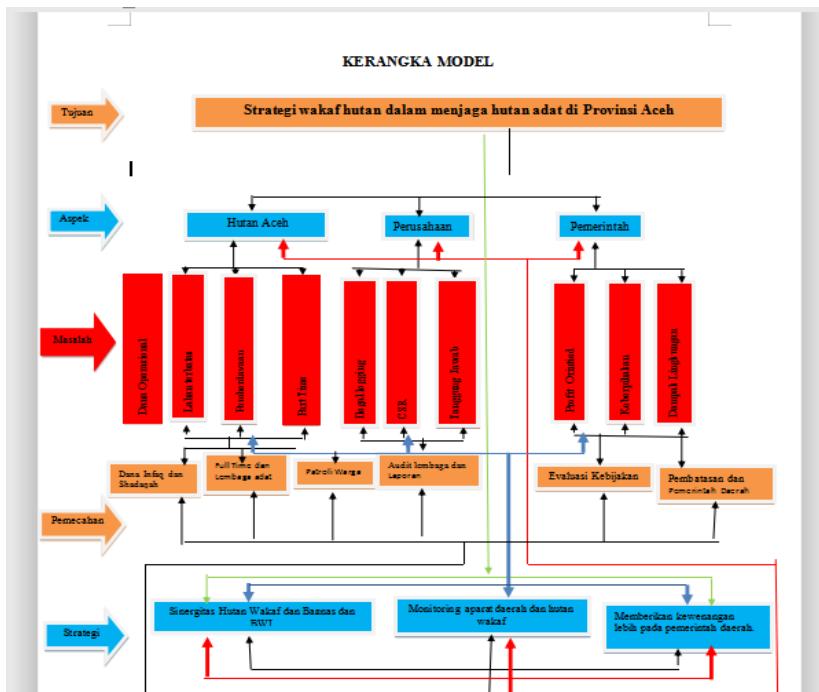 KERANGKA MODEL
Tujuan
Strategi wakaf hutan dalam menjaga hutan adat di Provinsi Aceh
Aspek
Hutan Aceh
Perusahaan
Pemerintah
Masalah
Dana Operasional
Lahan terbatas
Pemberdayaan
Part Time
Ilegal logging
CSR
Tanggung Jawab
Profit Orintied
Keberpihakan
Dampak Lingkungan
Pemecahan
Dana Infaq dan
Shadaqah
Full Time dan
Lembaga adat
Patroli Warga
Audit lembaga dan
Laporan
Evaluasi Kebijakan
Pembatasan dan
Pemerintah Daerah
Strategi
Sinergitas Hutan Wakaf dan Baznas dan
BWI
Monitoring aparat daerah dan hutan
wakaf
Memberikan kewenangan
lebih pada pemerintah daerah.